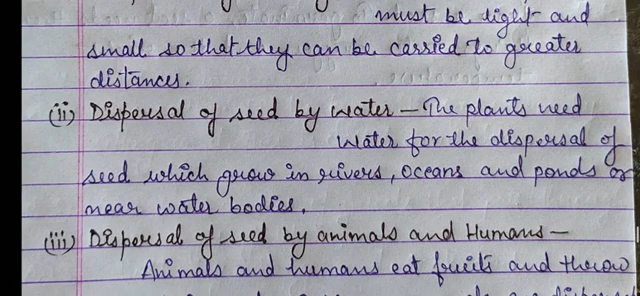 must be light and
small so that they can be carried to greater
distances.
(ii) Dispersal of seed by water – The plants need
water for the dispersal of
seed which grow in rivers, oceans and ponds or
near water bodies.
(iii) Dispersal of seed by animals and Humans –
Animals and humans eat fruits and throw